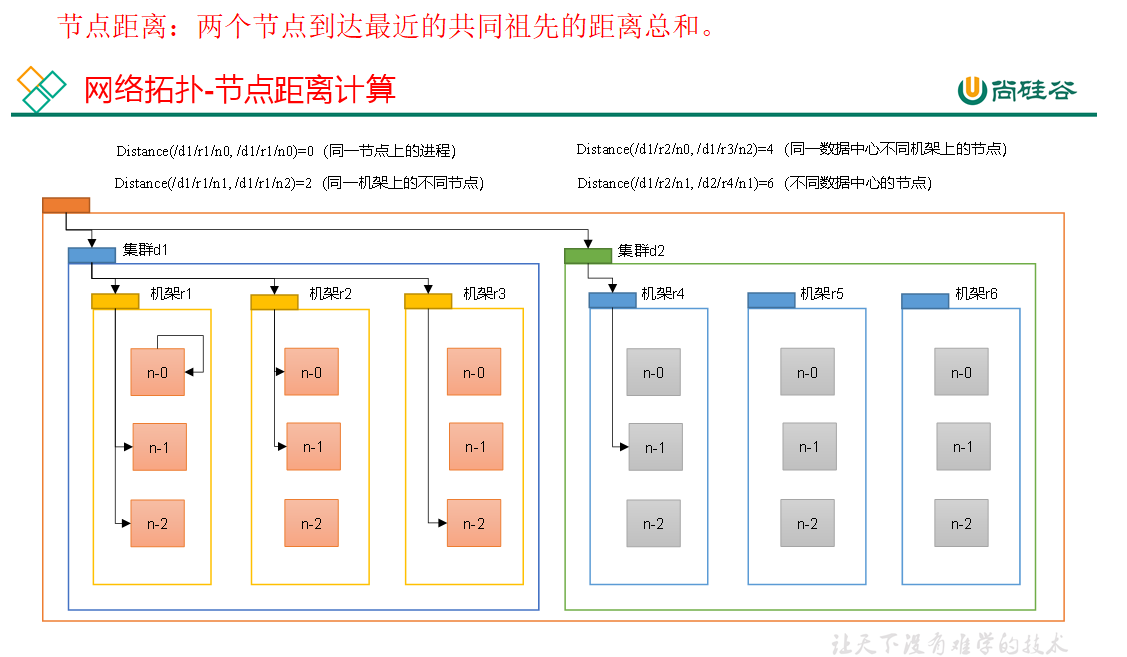 节点距离：两个节点到达最近的共同祖先的距离总和。
网络拓扑-节点距离计算
尚硅谷
Distance(/d1/r1/n0, /d1/r1/n0)=0（同一节点上的进程）
Distance(/d1/r2/n0, /d1/r3/n2)=4（同一数据中心不同机架上的节点）
Distance(/d1/r1/n1, /d1/r1/n2)=2（同一机架上的不同节点）
Distance(/d1/r2/n1, /d2/r4/n1)=6（不同数据中心的节点）
集群d1
集群d2
机架r1
机架r2
机架r3
机架r4
机架r5
机架r6
n-0
n-0
n-0
n-0
n-0
n-0
n-1
n-1
n-1
n-1
n-1
n-1
n-2
n-2
n-2
n-2
n-2
n-2
让天下没有难学的技术